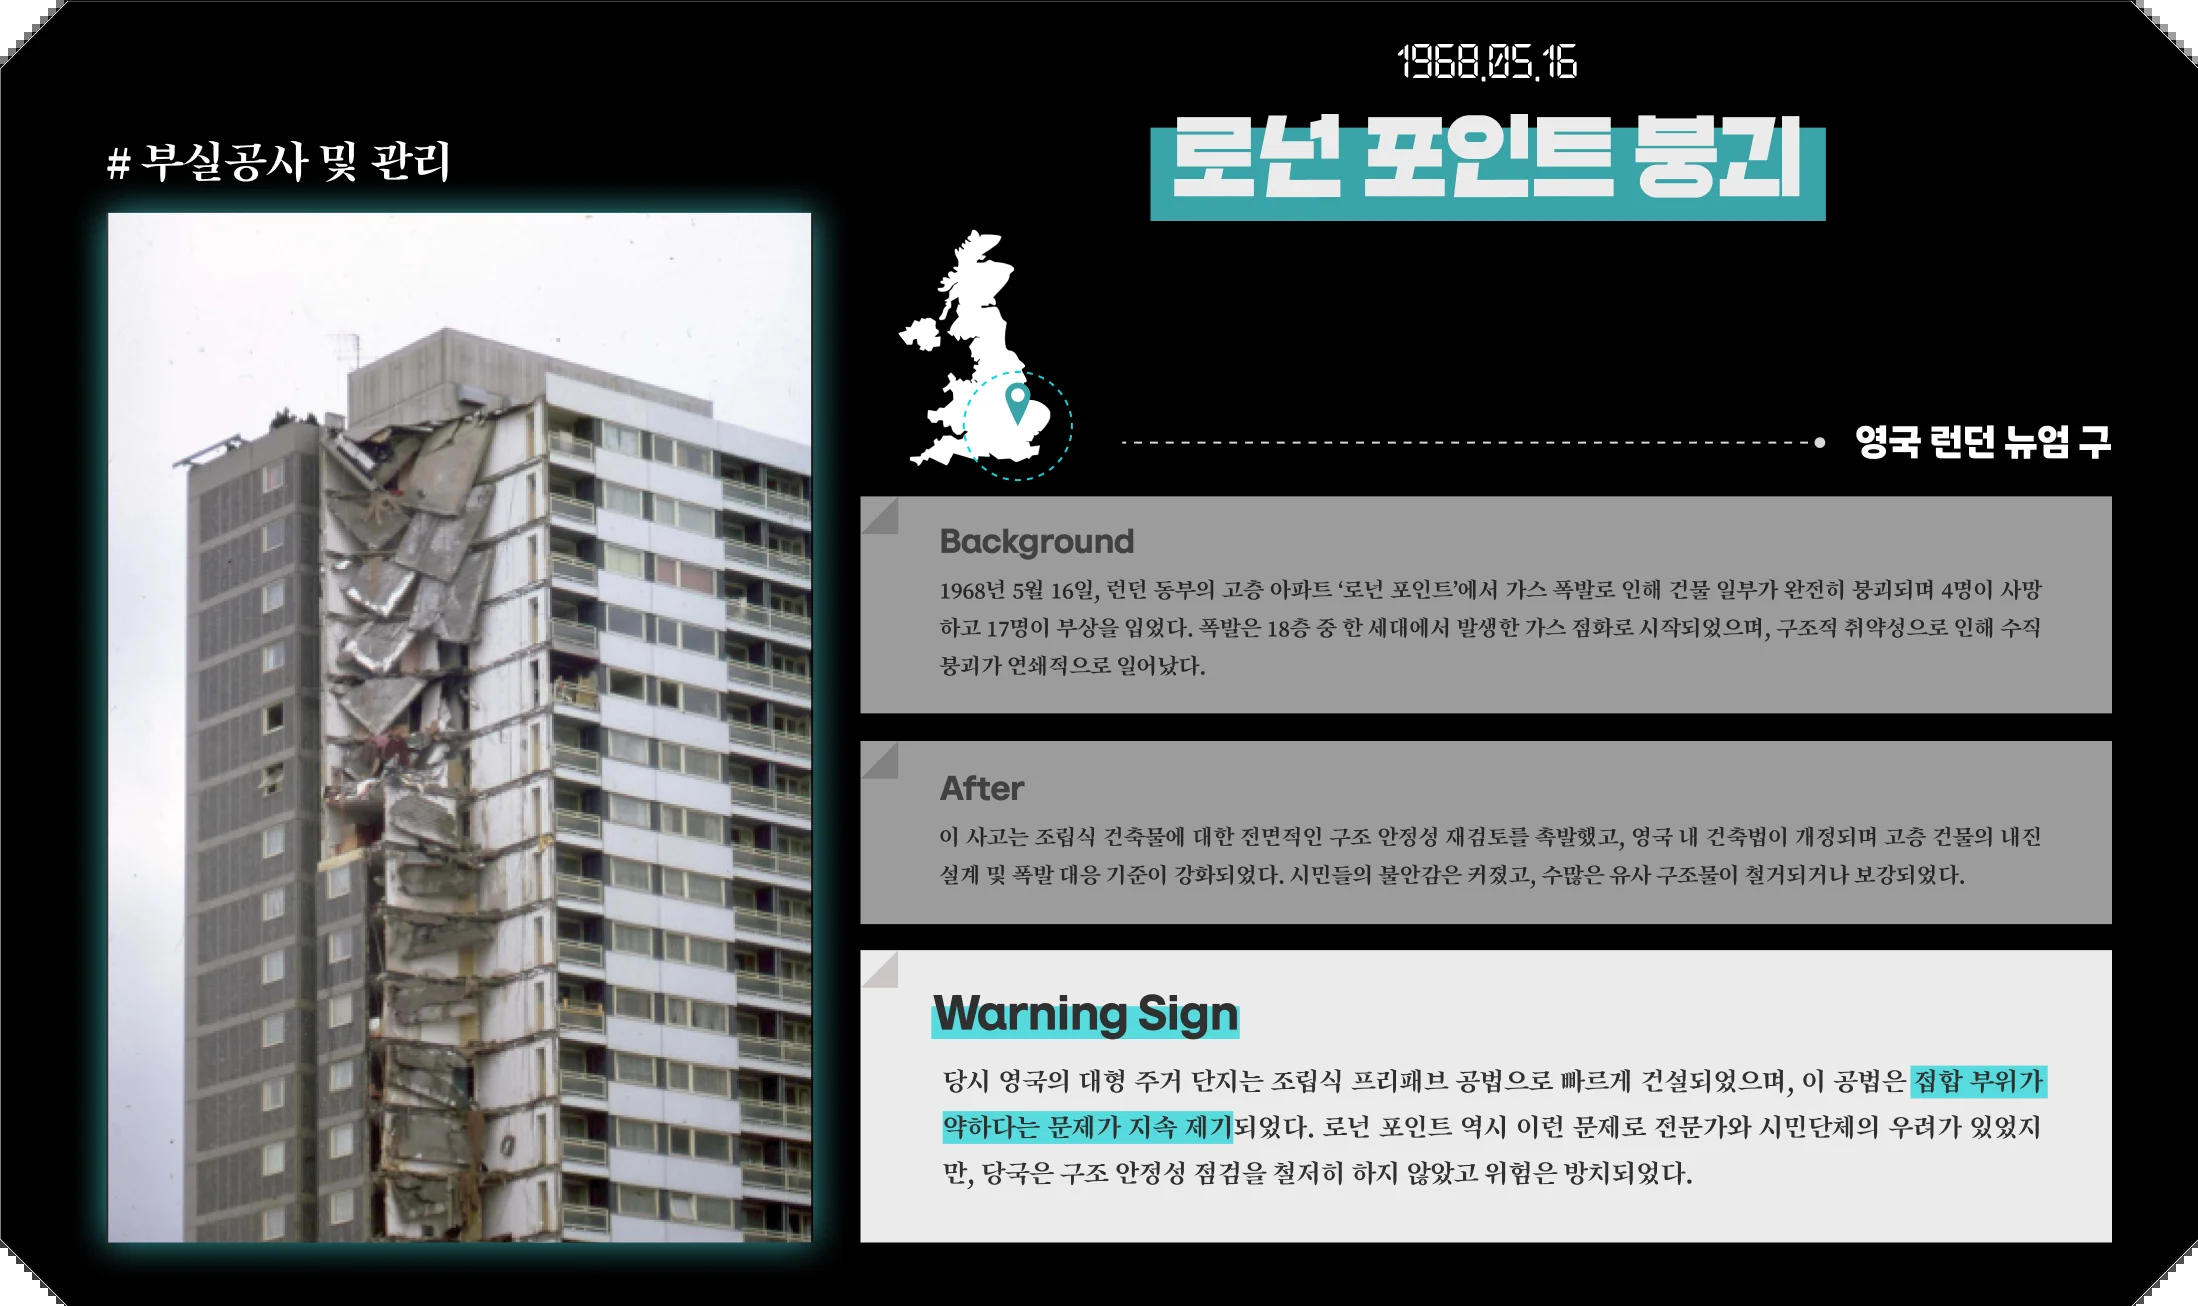 1968.05.16
로넌 포인트 붕괴
# 부실공사 및 관리
영국 런던 뉴엄 구
Background
1968년 5월 16일, 런던 동부의 고층 아파트 ‘로넌 포인트’에서 가스 폭발로 인해 건물 일부가 완전히 붕괴되며 4명이 사망
하고 17명이 부상을 입었다. 폭발은 18층 중 한 세대에서 발생한 가스 점화로 시작되었으며, 구조적 취약성으로 인해 수직
붕괴가 연쇄적으로 일어났다.
After
이 사고는 조립식 건축물에 대한 전면적인 구조 안정성 재검토를 촉발했고, 영국 내 건축법이 개정되며 고층 건물의 내진
설계 및 폭발 대응 기준이 강화되었다. 시민들의 불안감은 커졌고, 수많은 유사 구조물이 철거되거나 보강되었다.
Warning Sign
당시 영국의 대형 주거 단지는 조립식 프리패브 공법으로 빠르게 건설되었으며, 이 공법은 접합 부위가
약하다는 문제가 지속 제기되었다. 로넌 포인트 역시 이런 문제로 전문가와 시민단체의 우려가 있었지
만, 당국은 구조 안정성 점검을 철저히 하지 않았고 위험은 방치되었다.